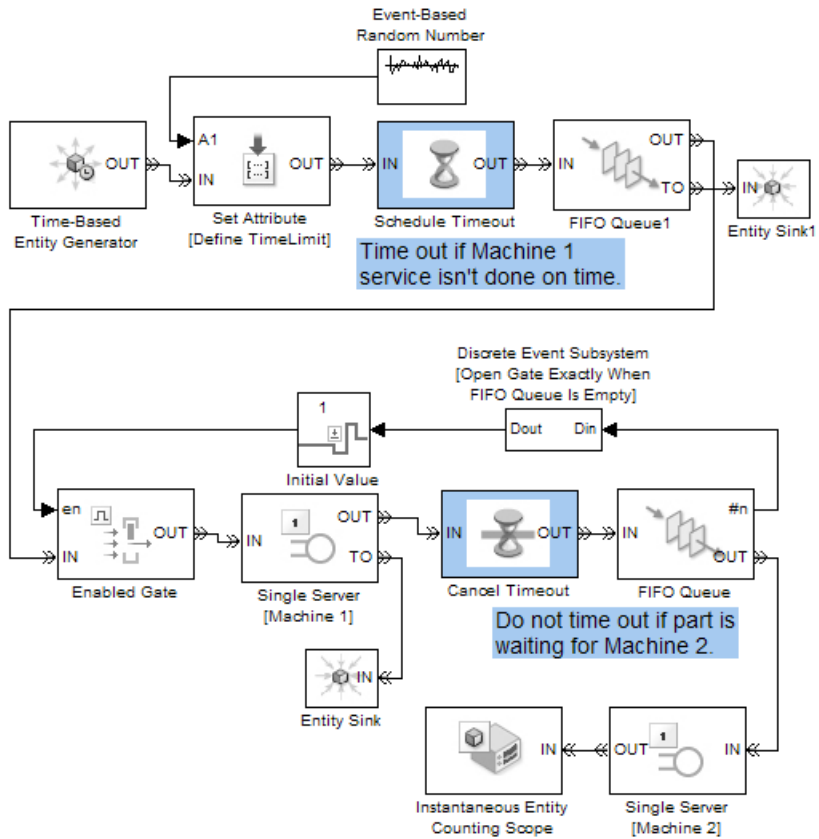 Event-Based
Random Number
A1
IN
OUT
OUT
[...]
IN
OUT
IN
OUT
TO
IN
Time-Based
Entity Generator
Set Attribute
[Define TimeLimit]
Schedule Timeout
FIFO Queue1
Entity Sink1
Time out if Machine 1
service isn't done on time.
Discrete Event Subsystem
[Open Gate Exactly When
FIFO Queue Is Empty]
1
Dout
Din
Initial Value
en
IN
OUT
1
IN
OUT
TO
IN
OUT
IN
#n
OUT
Enabled Gate
Single Server
[Machine 1]
Cancel Timeout
FIFO Queue
Do not time out if part is
waiting for Machine 2.
IN
Entity Sink
IN
OUT
1
IN
Instantaneous Entity
Counting Scope
Single Server
[Machine 2]